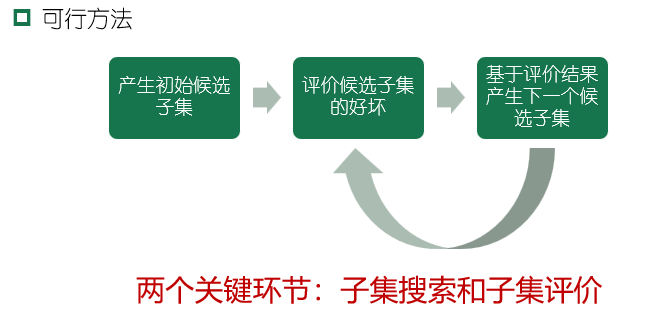 可行方法
产生初始候选
子集
评价候选子集
的好坏
基于评价结果
产生下一个候
选子集
两个关键环节：子集搜索和子集评价